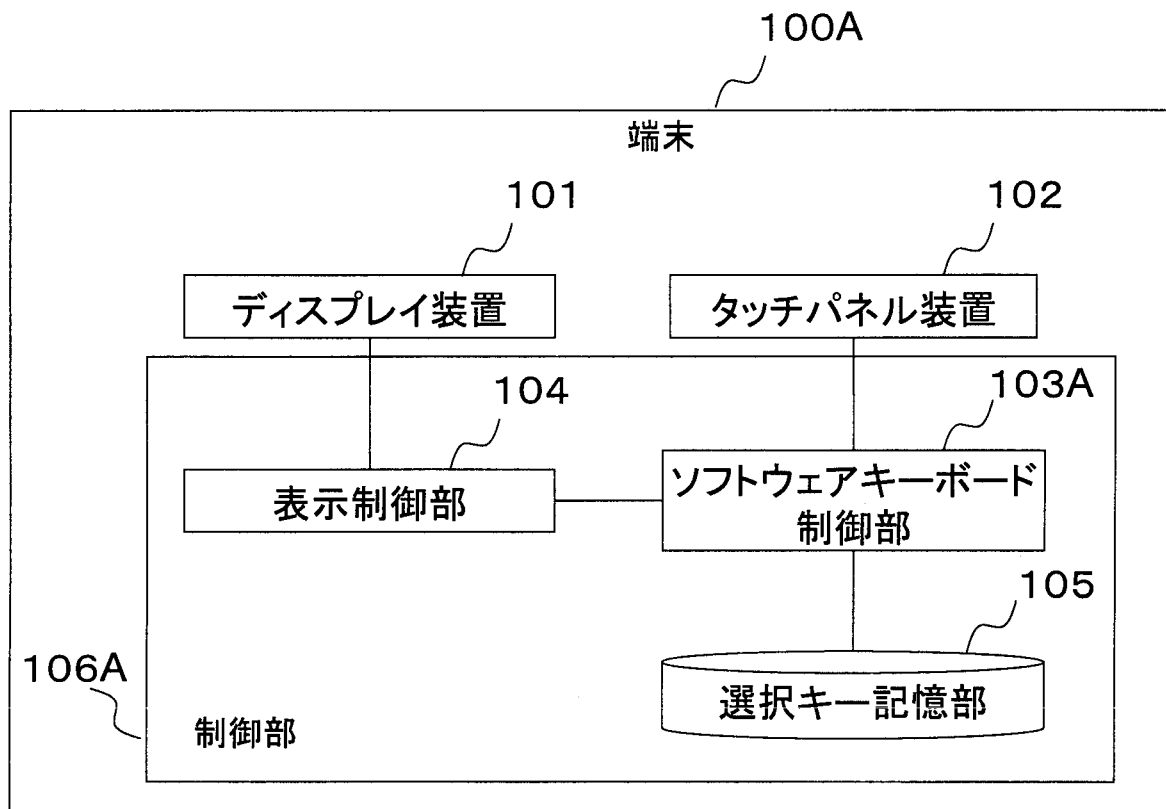 100A
端末
101
102
ディスプレイ装置
タッチパネル装置
104
103A
表示制御部
ソフトウェアキーボード
制御部
105
106A
選択キー記憶部
制御部